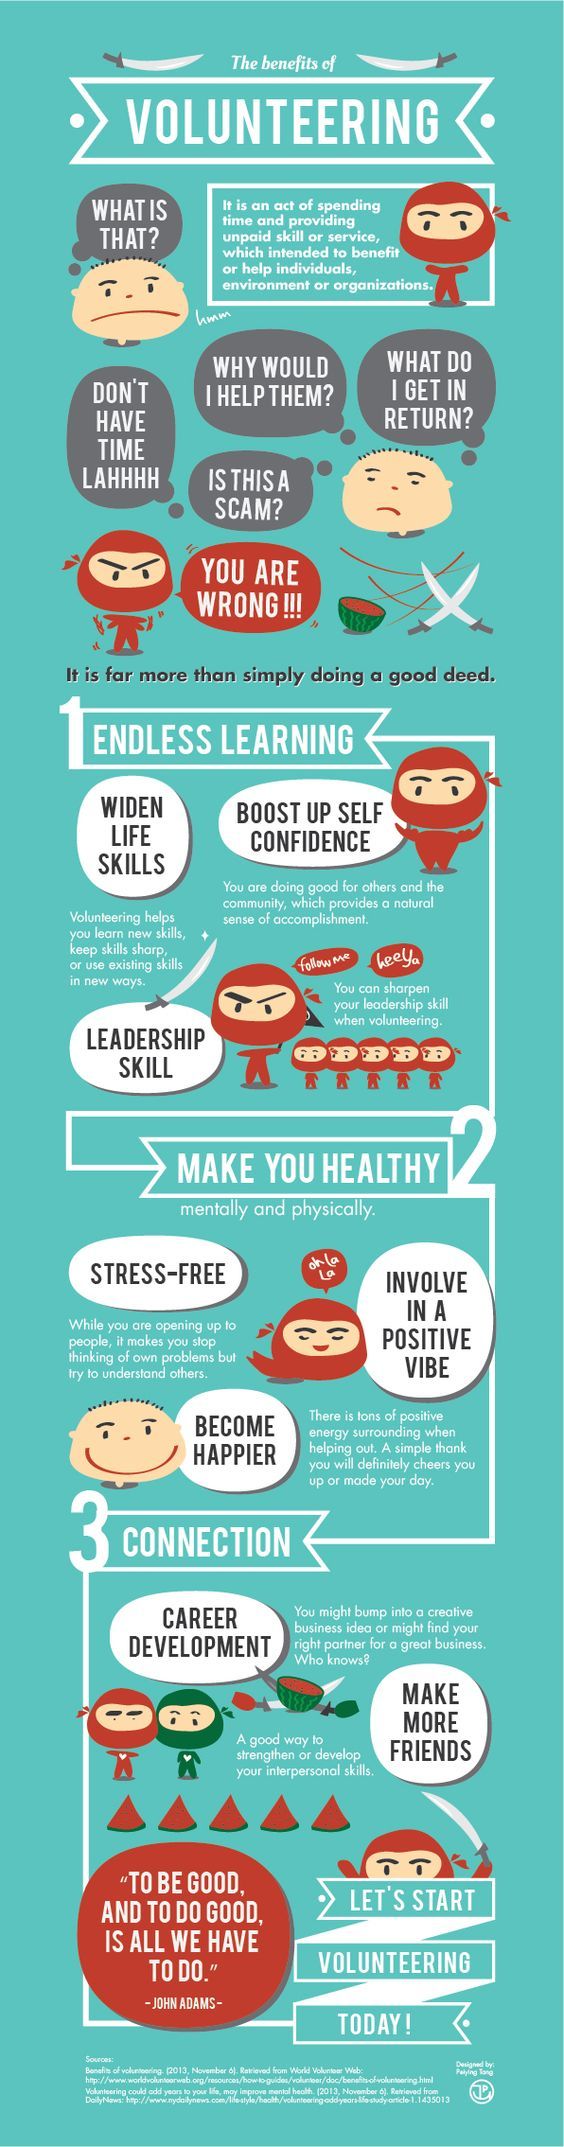 The benefits of
VOLUNTEERING
WHAT IS
THAT?
It is an act of spending
time and providing
unpaid skill or service,
which intended to benefit
or help individuals,
environment or organizations.
hmm
WHY WOULD
I HELP THEM?
WHAT DO
I GET IN
RETURN?
DON'T
HAVE
TIME
LAHHHH
IS THIS A
SCAM?
YOU ARE
WRONG!!!
It is far more than simply doing a good deed.
1 ENDLESS LEARNING
WIDEN
LIFE
SKILLS
BOOST UP SELF
CONFIDENCE
You are doing good for others and the
community, which provides a natural
sense of accomplishment.
Volunteering helps
you learn new skills,
keep skills sharp,
or use existing skills
in new ways.
follow me
heeYa
You can sharpen
your leadership skill
when volunteering.
LEADERSHIP
SKILL
MAKE YOU HEALTHY 2
mentally and physically.
STRESS-FREE
oh la
La
INVOLVE
IN A
POSITIVE
VIBE
While you are opening up to
people, it makes you stop
thinking of own problems but
try to understand others.
BECOME
HAPPIER
There is tons of positive
energy surrounding when
helping out. A simple thank
you will definitely cheers you
up or made your day.
3 CONNECTION
CAREER
DEVELOPMENT
You might bump into a creative
business idea or might find your
right partner for a great business.
Who knows?
MAKE
MORE
FRIENDS
A good way to
strengthen or develop
your interpersonal skills.
"TO BE GOOD,
AND TO DO GOOD,
IS ALL WE HAVE
TO DO."
- JOHN ADAMS -
LET'S START
VOLUNTEERING
TODAY!
Sources:
Benefits of volunteering. (2013, November 6). Retrieved from World Volunteer Web:
http://www.worldvolunteerweb.org/resources/how-to-guides/volunteer/doc/benefits-of-volunteering.html
Volunteering could add years to your life, may improve mental health. (2013, November 6). Retrieved from
DailyNews: http://www.nydailynews.com/life-style/health/volunteering-add-years-life-study-article-1.1435013
Designed by:
Peiying Tang